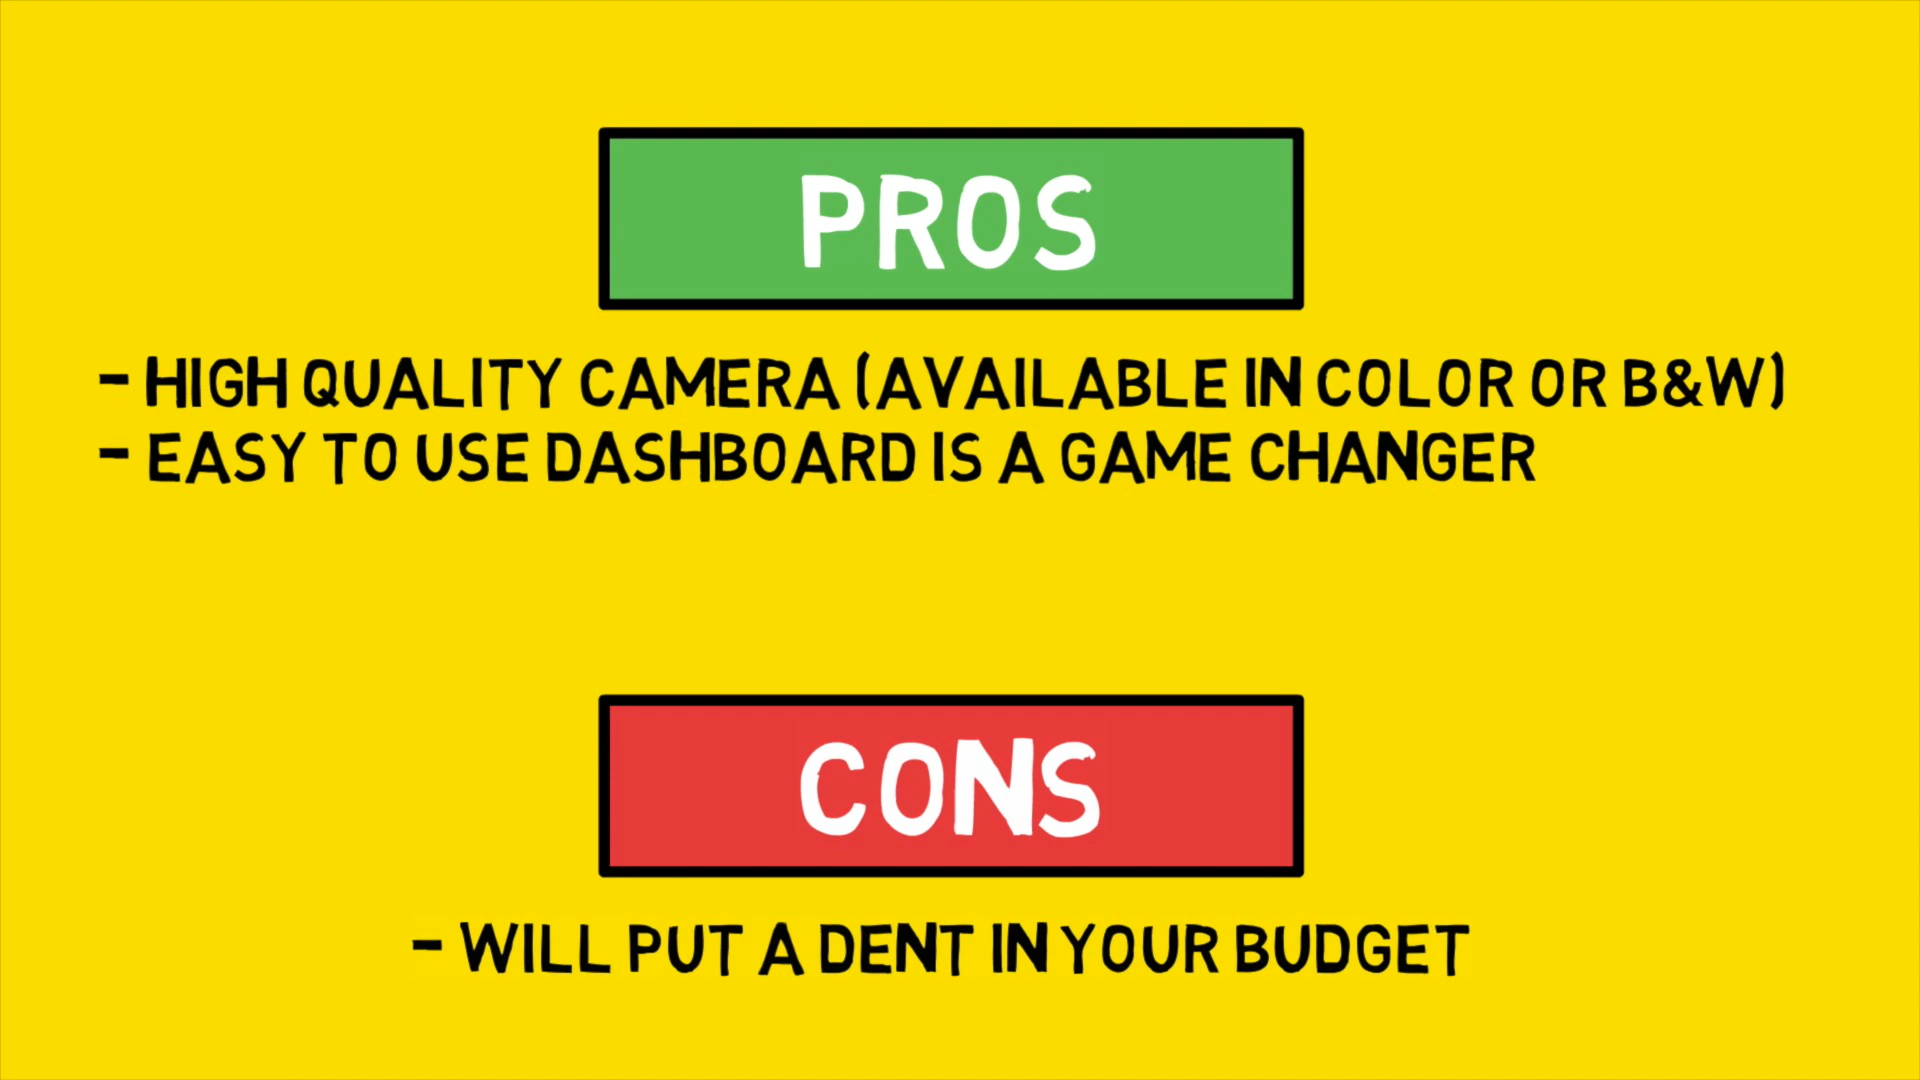 PROS
- HIGH QUALITY CAMERA (AVAILABLE IN COLOR OR B&W)
- EASY TO USE DASHBOARD IS A GAME CHANGER
CONS
- WILL PUT A DENT IN YOUR BUDGET